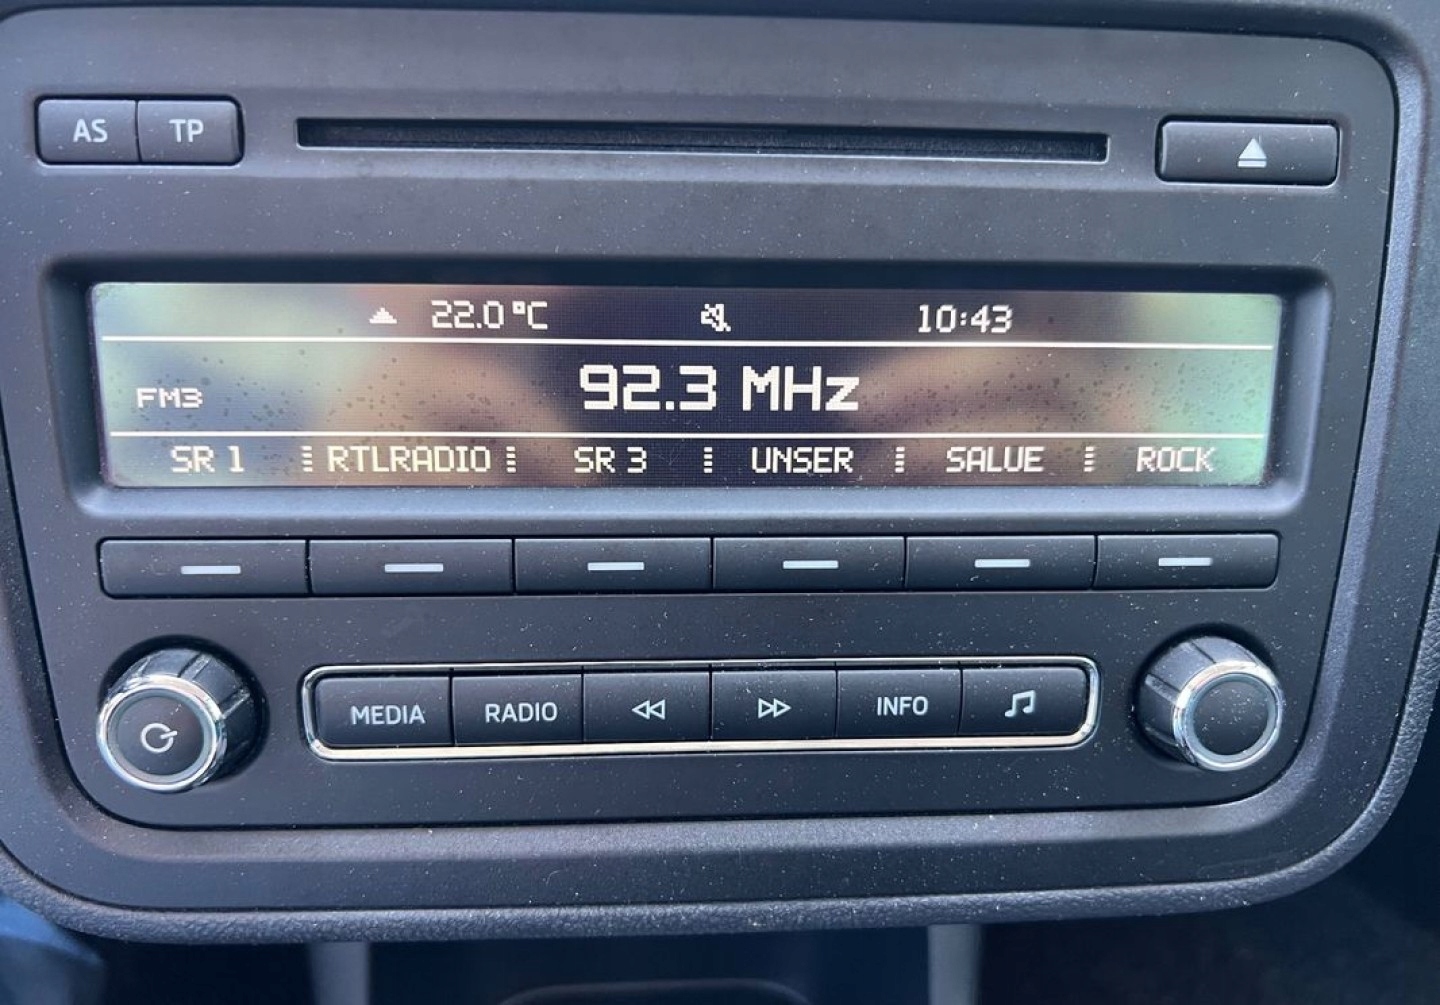 AS TP
22.0 °C 10:43
92.3 MHz
FM3
SR 1 RTLRADIO SR 3 UNSER SALUE ROCK
MEDIA RADIO INFO